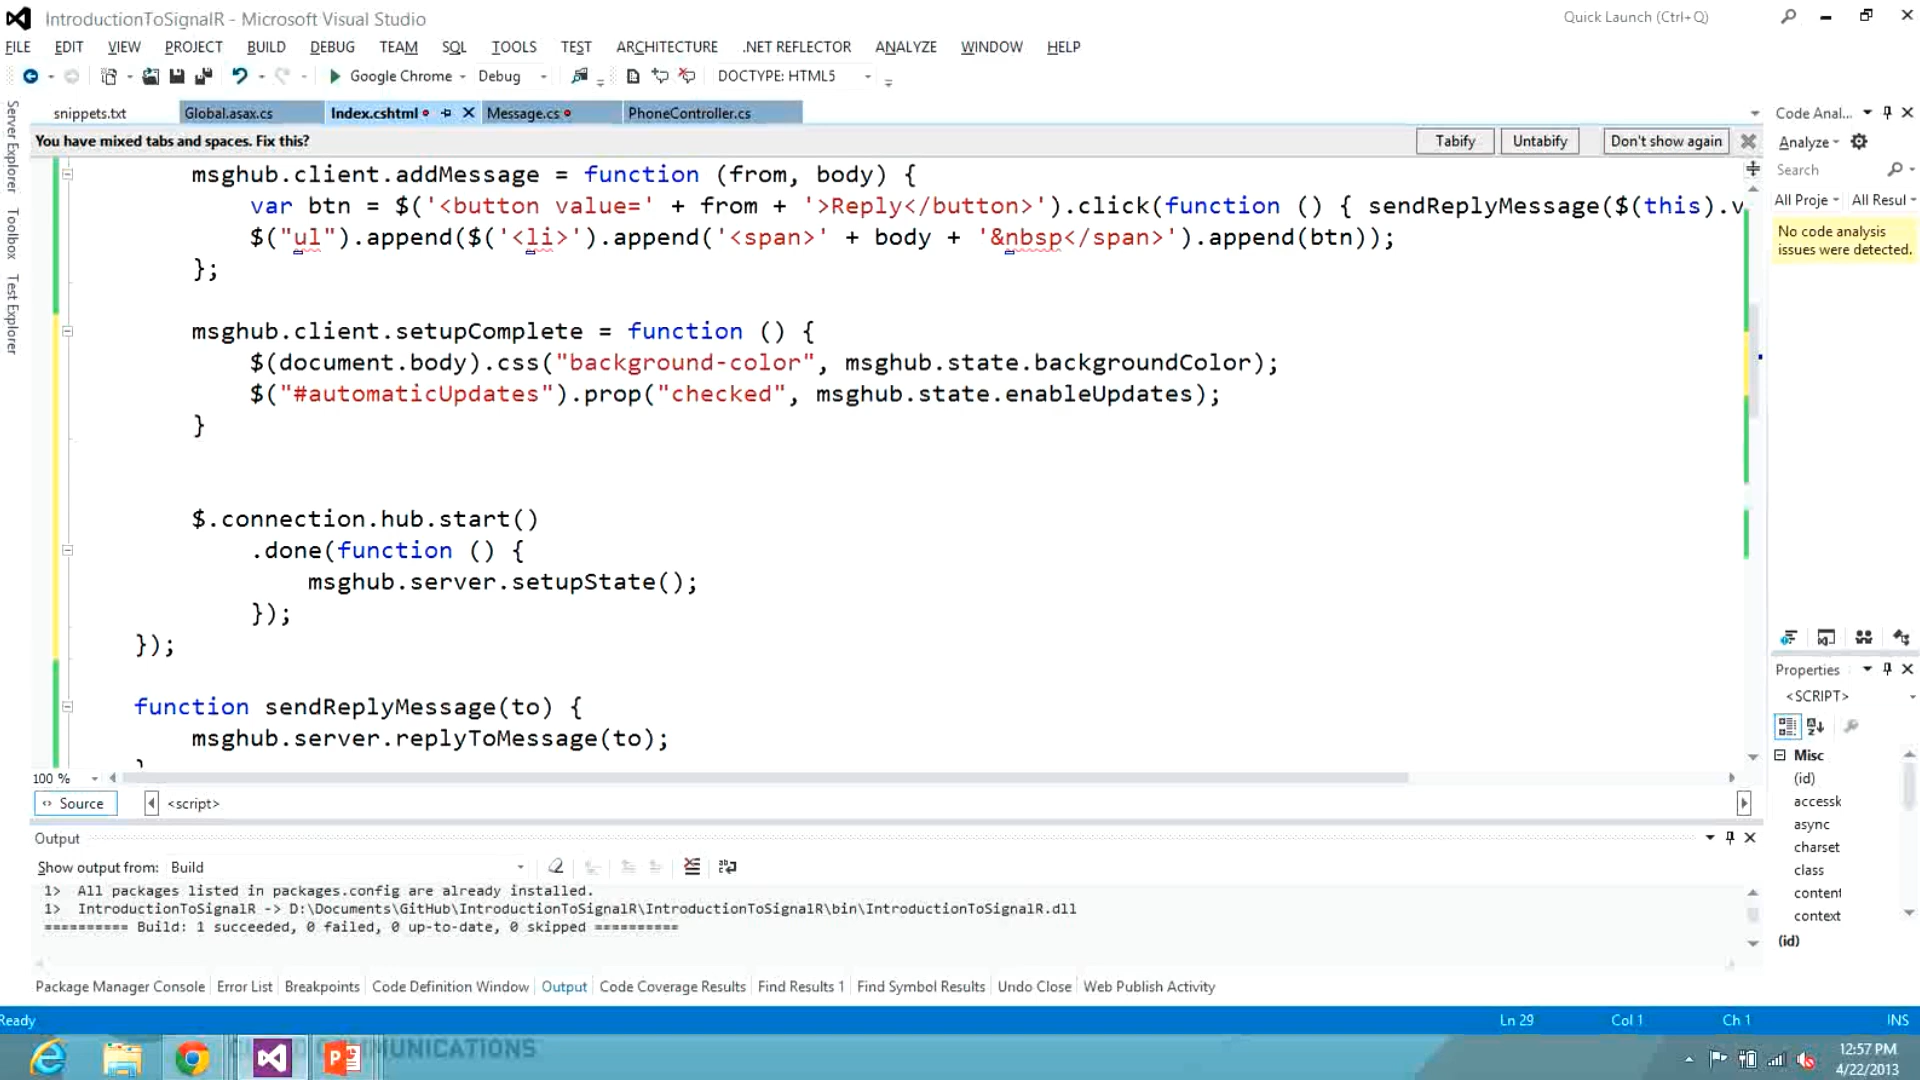 IntroductionToSignalR - Microsoft Visual Studio
Quick Launch (Ctrl+Q)
FILE EDIT VIEW PROJECT BUILD DEBUG TEAM SQL TOOLS TEST ARCHITECTURE .NET REFLECTOR ANALYZE WINDOW HELP
Google Chrome Debug DOCTYPE: HTML5
snippets.txt Global.asax.cs Index.cshtml Message.cs PhoneController.cs
Code Anal...
You have mixed tabs and spaces. Fix this? Tabify Untabify Don't show again
Analyze
Search
All Proje All Resul
No code analysis
issues were detected.
Server Explorer
Toolbox
Test Explorer
msghub.client.addMessage = function (from, body) {
var btn = $('<button value=' + from + '>Reply</button>').click(function () { sendReplyMessage($(this).v
$("ul").append($('<li>').append('<span>' + body + '&nbsp</span>').append(btn));
};
msghub.client.setupComplete = function () {
$(document.body).css("background-color", msghub.state.backgroundColor);
$("#automaticUpdates").prop("checked", msghub.state.enableUpdates);
}
$.connection.hub.start()
.done(function () {
msghub.server.setupState();
});
});
function sendReplyMessage(to) {
msghub.server.replyToMessage(to);
}
100 %
Source <script>
Properties
<SCRIPT>
Misc
(id)
accessk
async
charset
class
content
context
(id)
Output
Show output from: Build
1> All packages listed in packages.config are already installed.
1> IntroductionToSignalR -> D:\Documents\GitHub\IntroductionToSignalR\IntroductionToSignalR\bin\IntroductionToSignalR.dll
========== Build: 1 succeeded, 0 failed, 0 up-to-date, 0 skipped ==========
Package Manager Console Error List Breakpoints Code Definition Window Output Code Coverage Results Find Results 1 Find Symbol Results Undo Close Web Publish Activity
Ready Ln 29 Col 1 Ch 1 INS
12:57 PM
4/22/2013